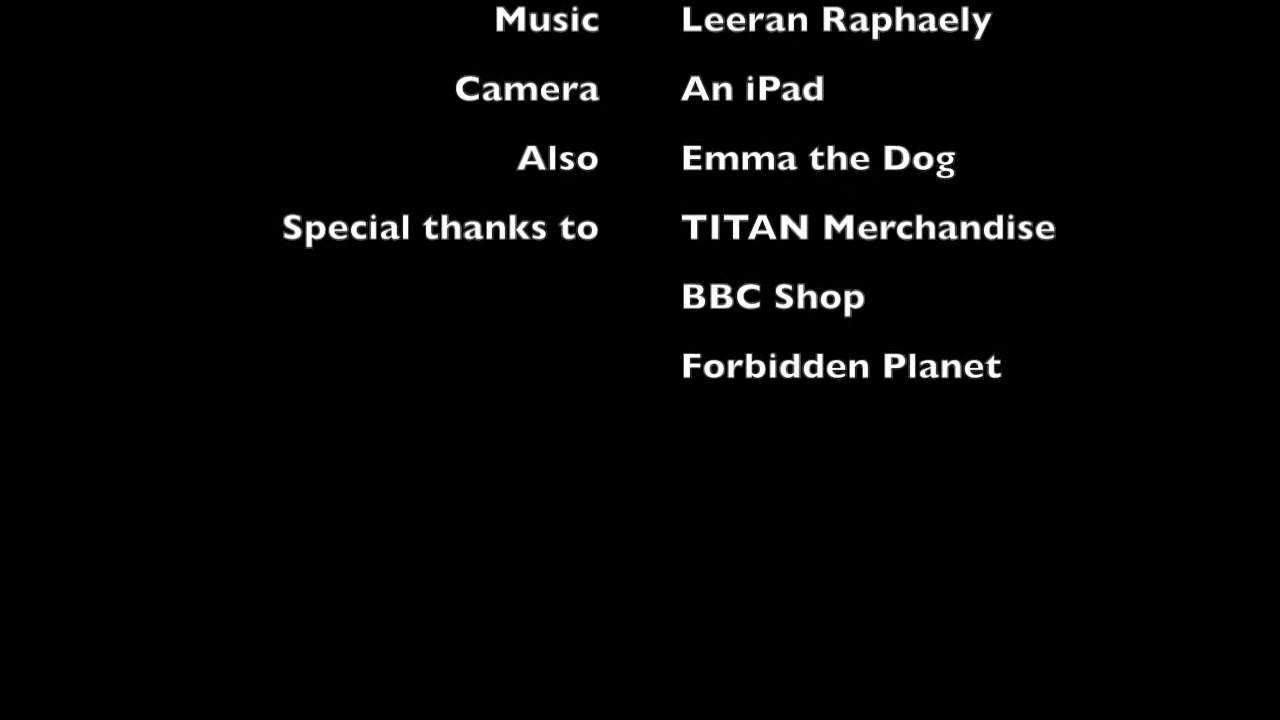 Music Leeran Raphaely
Camera An iPad
Also Emma the Dog
Special thanks to TITAN Merchandise
BBC Shop
Forbidden Planet